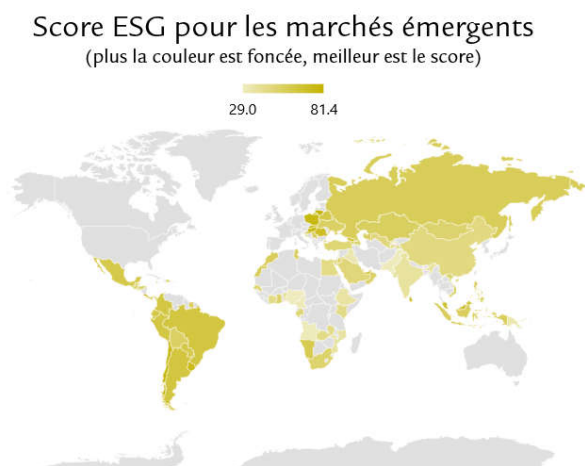 Score ESG pour les marchés émergents
(plus la couleur est foncée, meilleur est le score)
29.0 81.4